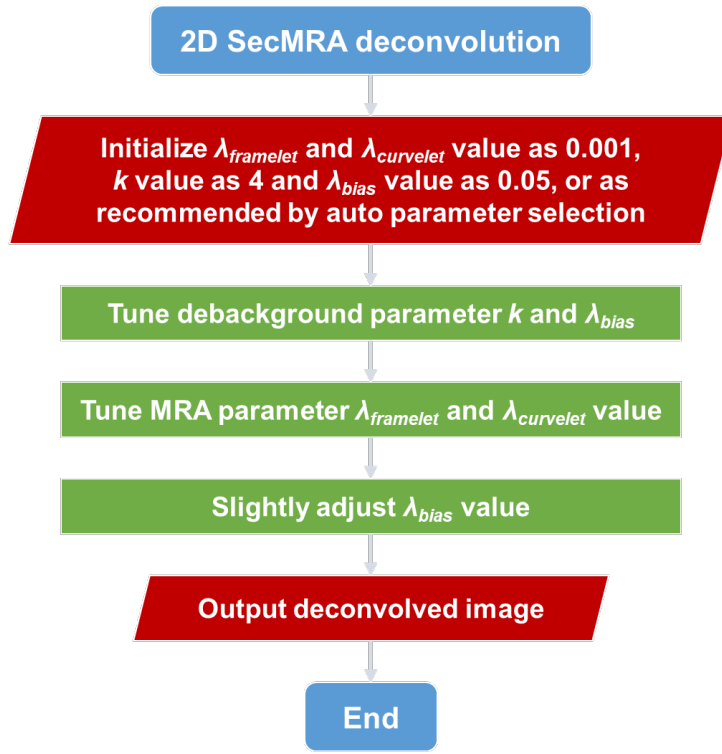 2D SecMRA deconvolution
Initialize λframelet and λcurvelet value as 0.001,
k value as 4 and λbias value as 0.05, or as
recommended by auto parameter selection
Tune debackground parameter k and λbias
Tune MRA parameter λframelet and λcurvelet value
Slightly adjust λbias value
Output deconvolved image
End